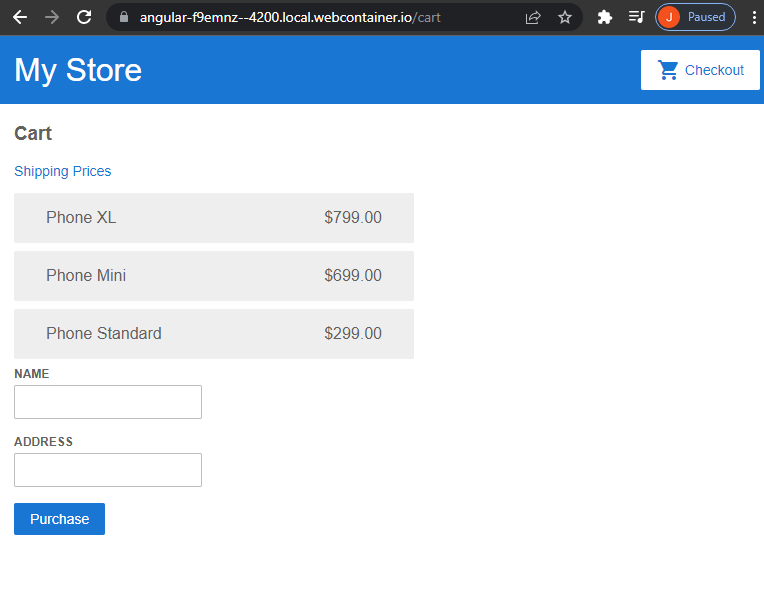 angular-f9emnz--4200.local.webcontainer.io/cart
J Paused
My Store
Checkout
Cart
Shipping Prices
Phone XL $799.00
Phone Mini $699.00
Phone Standard $299.00
NAME
ADDRESS
Purchase